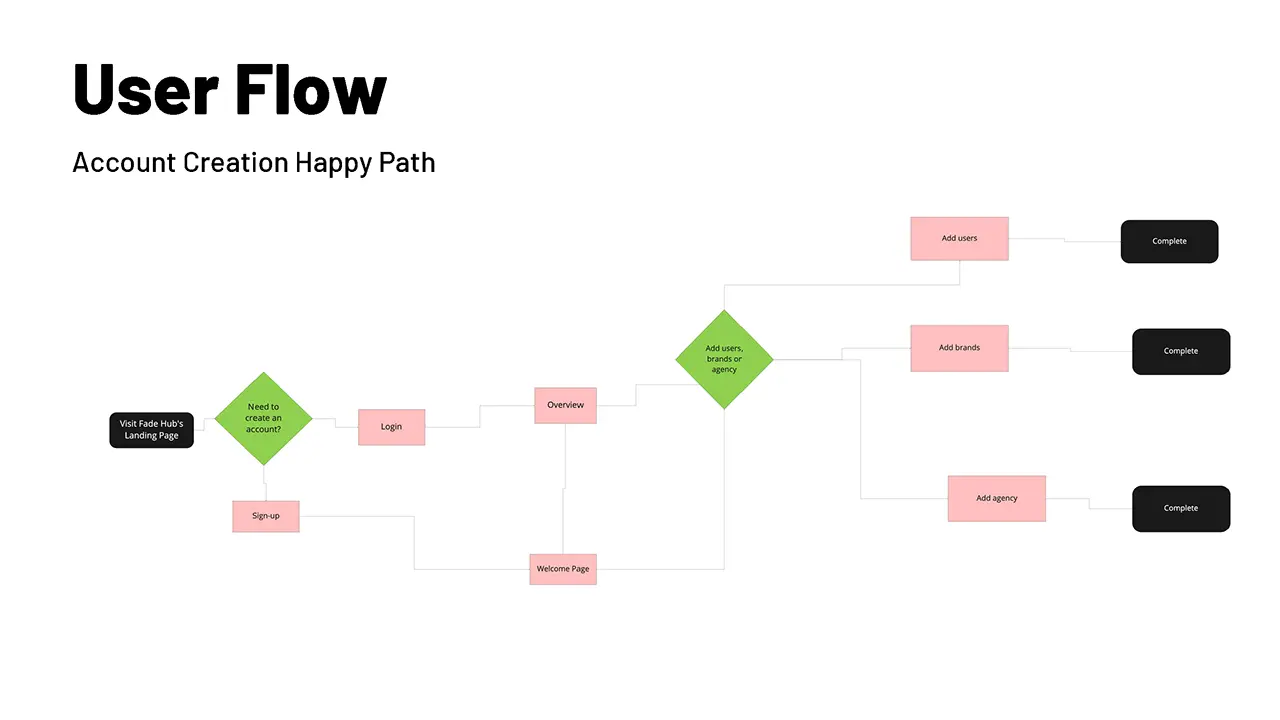 User Flow
Account Creation Happy Path
Add users
Complete
Add users,
brands or
agency
Add brands
Complete
Need to
create an
account?
Visit Fade Hub's
Landing Page
Login
Overview
Add agency
Complete
Sign-up
Welcome Page